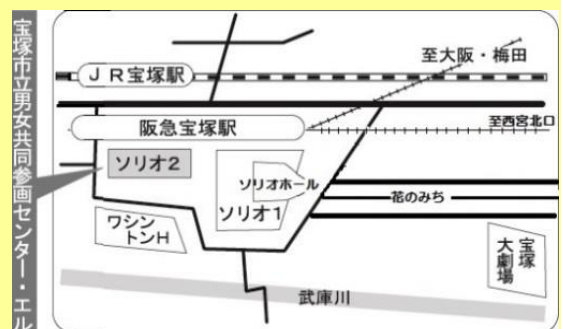 宝塚市立男女共同参画センター・エル
JR宝塚駅
至大阪・梅田
阪急宝塚駅
至西宮北口
ソリオ2
ソリオホール
ソリオ1
花のみち
ワシン
トンH
宝塚
大劇場
武庫川